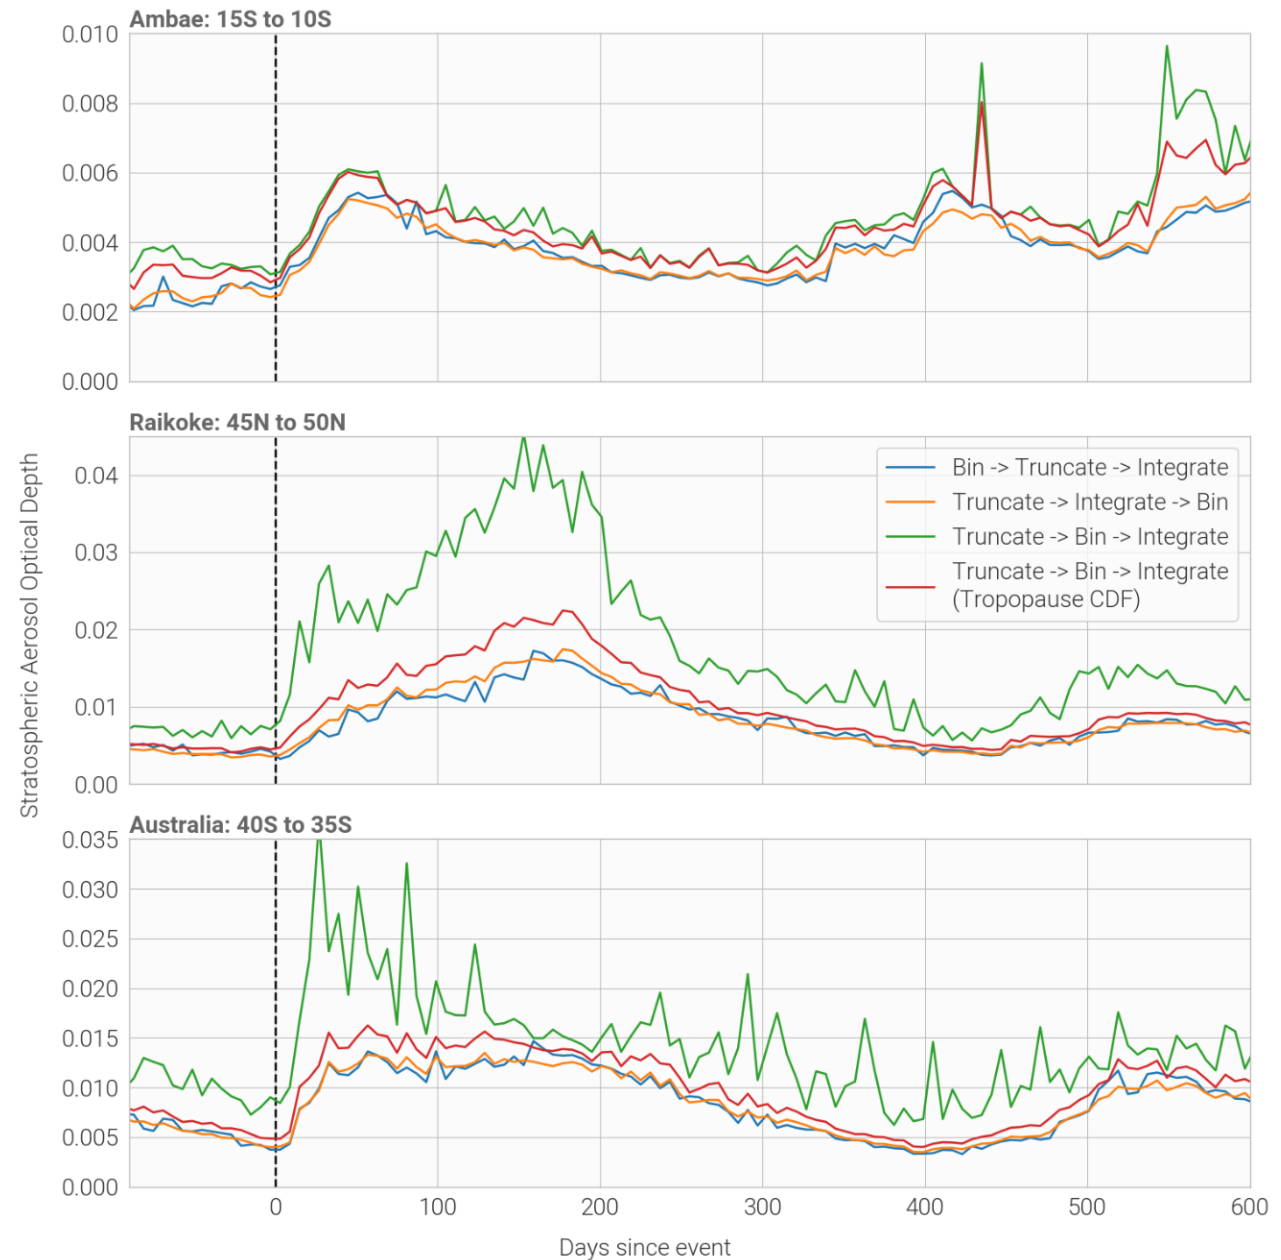 Ambae: 15S to 10S
0.010
0.008
0.006
0.004
0.002
0.000
Raikoke: 45N to 50N
Stratospheric Aerosol Optical Depth
0.04
0.03
0.02
0.01
0.00
Bin -> Truncate -> Integrate
Truncate -> Integrate -> Bin
Truncate -> Bin -> Integrate
Truncate -> Bin -> Integrate
(Tropopause CDF)
Australia: 40S to 35S
0.035
0.030
0.025
0.020
0.015
0.010
0.005
0.000
0 100 200 300 400 500 600
Days since event